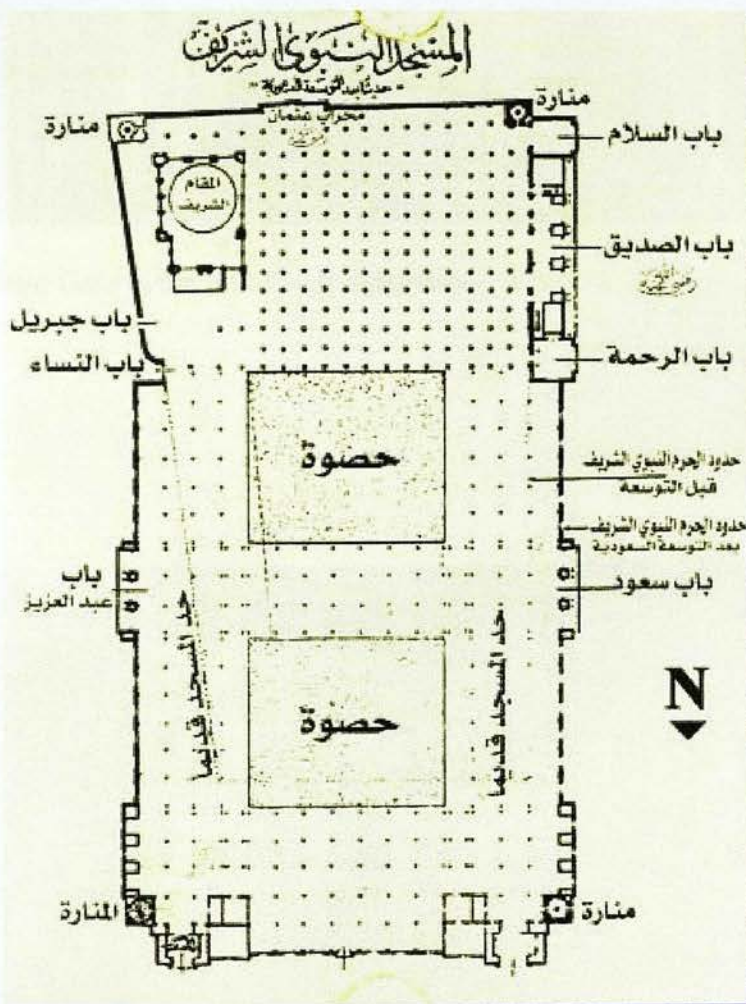 المسجد النبوي الشريف
محراب عثمان
منارة
منارة
باب السلام
المقام
الشريف
باب الصديق
باب جبريل
باب النساء
باب الرحمة
حصوة
حدود الحرم النبوي الشريف
قبل التوسعة
حدود الحرم النبوي الشريف
بعد التوسعة السعودية
باب
عبد العزيز
باب سعود
حد المسجد قديما
حد المسجد قديما
حصوة
N
المنارة
منارة